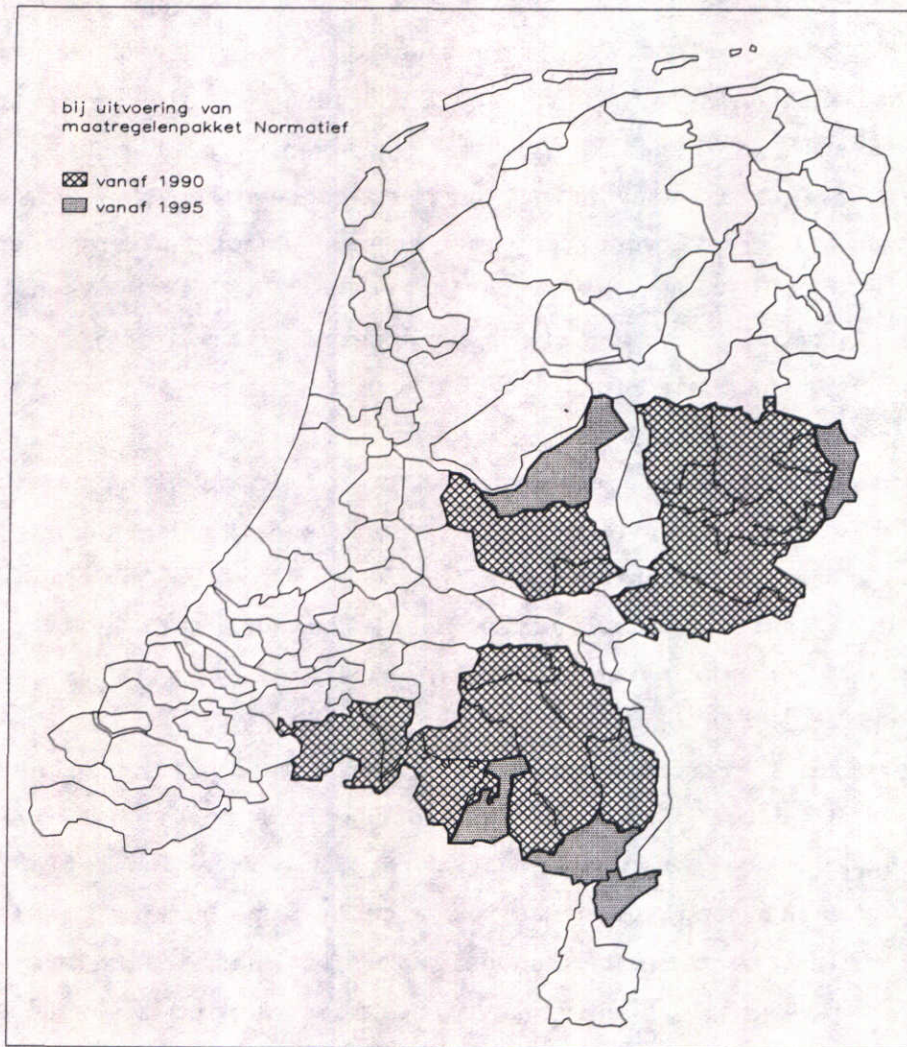 bij uitvoering van
maatregelenpakket Normatief
vanaf 1990
vanaf 1995